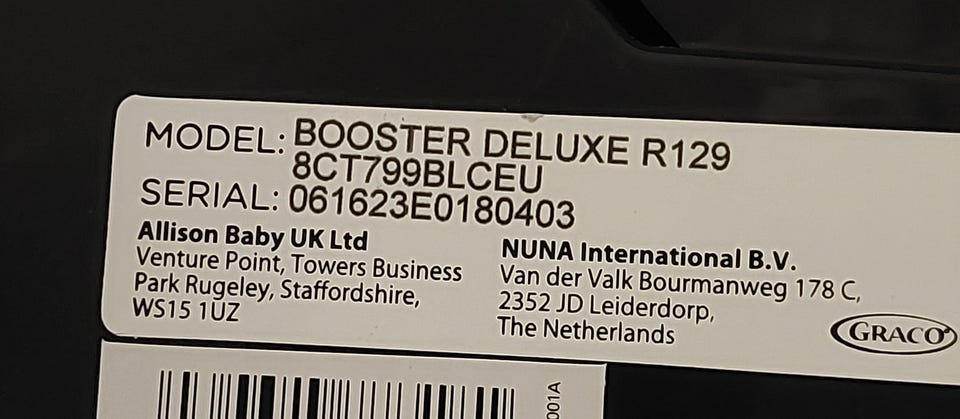 MODEL: BOOSTER DELUXE R129
8CT799BLCEU
SERIAL: 061623E0180403
Allison Baby UK Ltd
Venture Point, Towers Business
Park Rugeley, Staffordshire,
WS15 1UZ
NUNA International B.V.
Van der Valk Bourmanweg 178 C,
2352 JD Leiderdorp,
The Netherlands
GRACO
001A